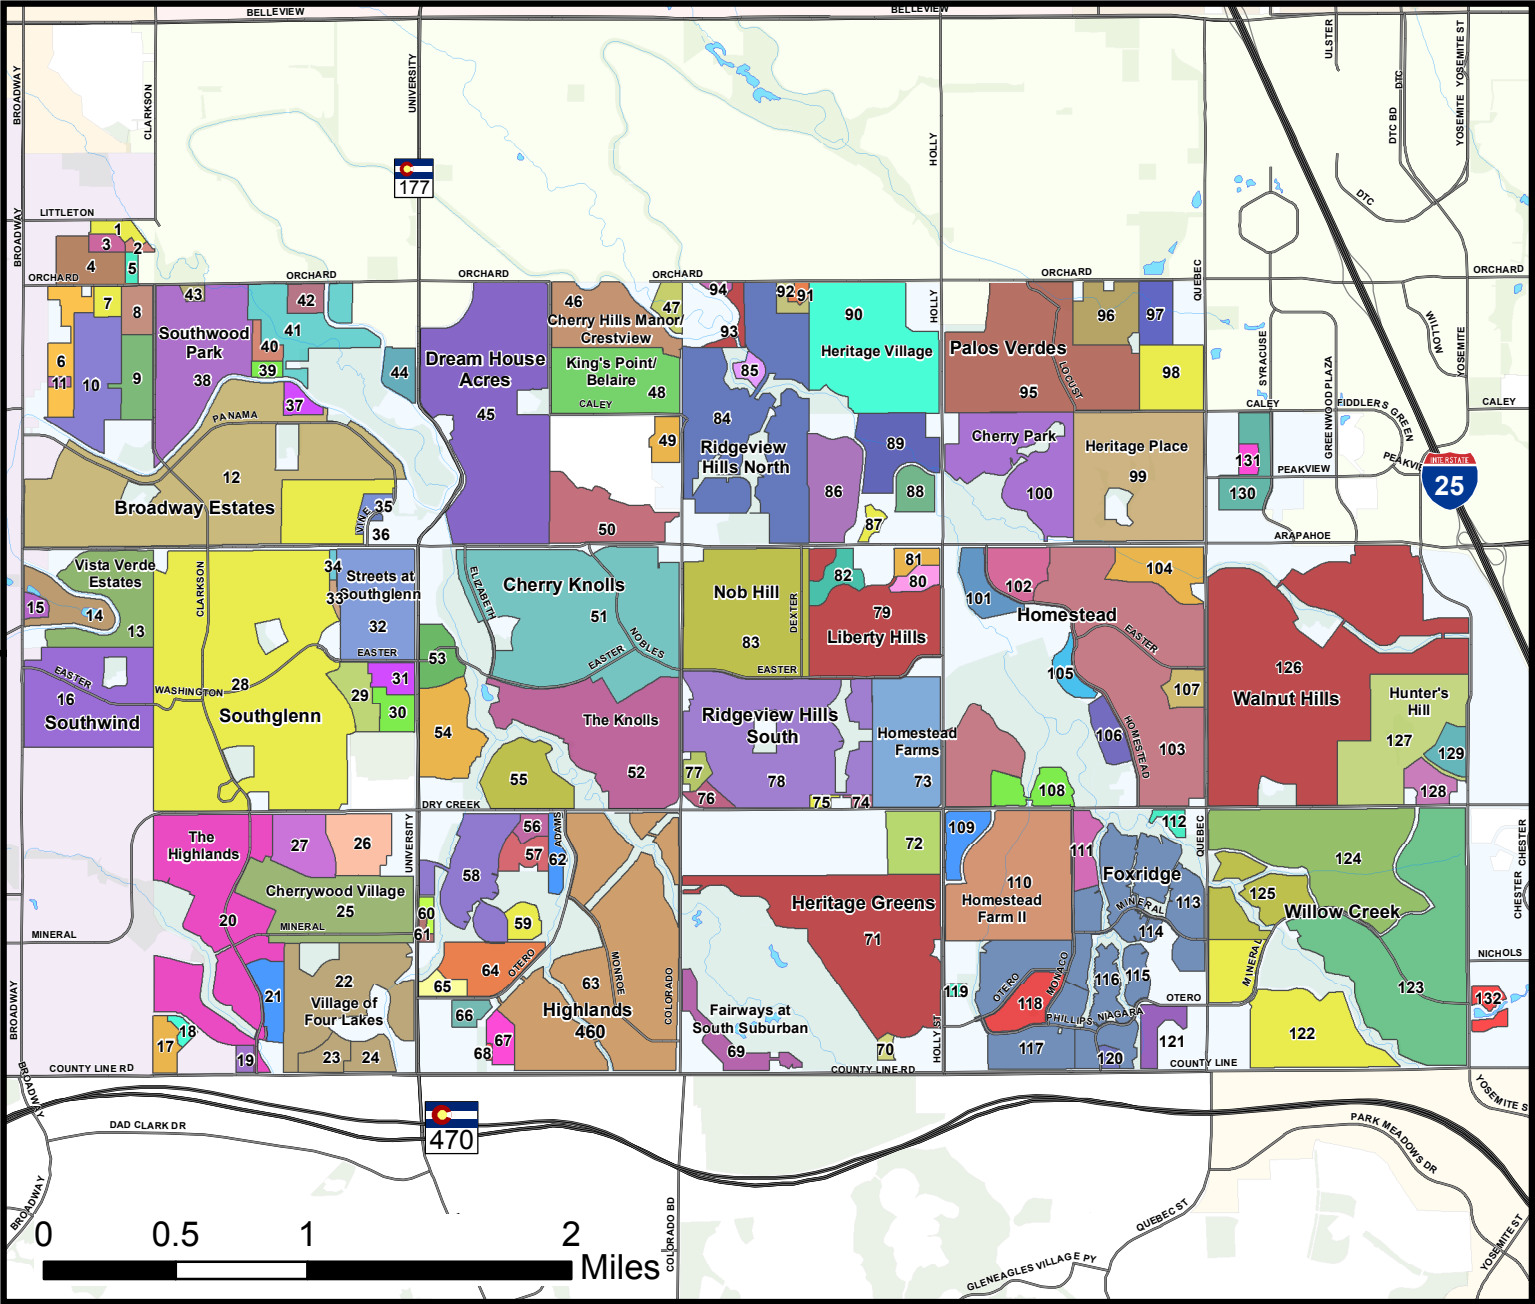 BELLEVIEW
BELLEVIEW
BROADWAY
CLARKSON
UNIVERSITY
HOLLY
ULSTER
DTC
DTC BD
YOSEMITE ST
YOSEMITE
DTC
177
LITTLETON
BROADWAY
1
2
3
4
5
ORCHARD
ORCHARD
ORCHARD
ORCHARD
ORCHARD
ORCHARD
QUEBEC
HOLLY
7
8
6
11
10
9
43
42
41
40
39
Southwood
Park
38
37
44
PANAMA
12
Broadway Estates
VINE
35
36
Dream House
Acres
45
46
47
Cherry Hills Manor/
Crestview
King's Point/
Belaire
48
CALEY
49
50
94
93
92
91
90
Heritage Village
85
84
Ridgeview
Hills North
86
89
88
87
Palos Verdes
LOCUST
95
96
97
98
Cherry Park
100
Heritage Place
99
SYRACUSE
GREENWOOD PLAZA
WILLOW
YOSEMITE
CALEY
FIDDLERS GREEN
CALEY
131
130
PEAKVIEW
ARAPAHOE
INTERSTATE
25
Vista Verde
Estates
15
14
13
EASTER
16
Southwind
CLARKSON
WASHINGTON
28
Southglenn
34
33
Streets at
Southglenn
32
EASTER
29
31
30
ELIZABETH
Cherry Knolls
51
NOBLES
EASTER
53
54
55
The Knolls
52
DRY CREEK
Nob Hill
83
DEXTER
EASTER
82
81
80
79
Liberty Hills
Ridgeview Hills
South
78
77
76
75
74
Homestead
Farms
73
101
102
104
Homestead
EASTER
105
106
107
HOMESTEAD
103
108
126
Walnut Hills
Hunter's
Hill
127
129
128
The
Highlands
27
26
UNIVERSITY
Cherrywood Village
25
20
MINERAL
MINERAL
22
Village of
Four Lakes
21
18
17
19
23
24
COUNTY LINE RD
BROADWAY
BROADWAY
56
57
ADAMS
62
58
59
60
61
64
OTERO
65
66
67
68
63
MONROE
COLORADO
Highlands
460
72
Heritage Greens
71
Fairways at
South Suburban
69
70
HOLLY ST
COUNTY LINE RD
109
110
Homestead
Farm II
111
112
QUEBEC
Foxridge
MINERAL
113
114
115
116
OTERO
MONACO
118
119
PHILLIPS
NIAGARA
OTERO
117
120
121
COUNTY LINE
124
125
Willow Creek
MINERAL
123
122
CHESTER
CHESTER
NICHOLS
132
470
DAD CLARK DR
BROADWAY
COLORADO BD
YOSEMITE S
PARK MEADOWS DR
QUEBEC ST
GLENEAGLES VILLAGE PY
YOSEMITE ST
0
0.5
1
2
Miles